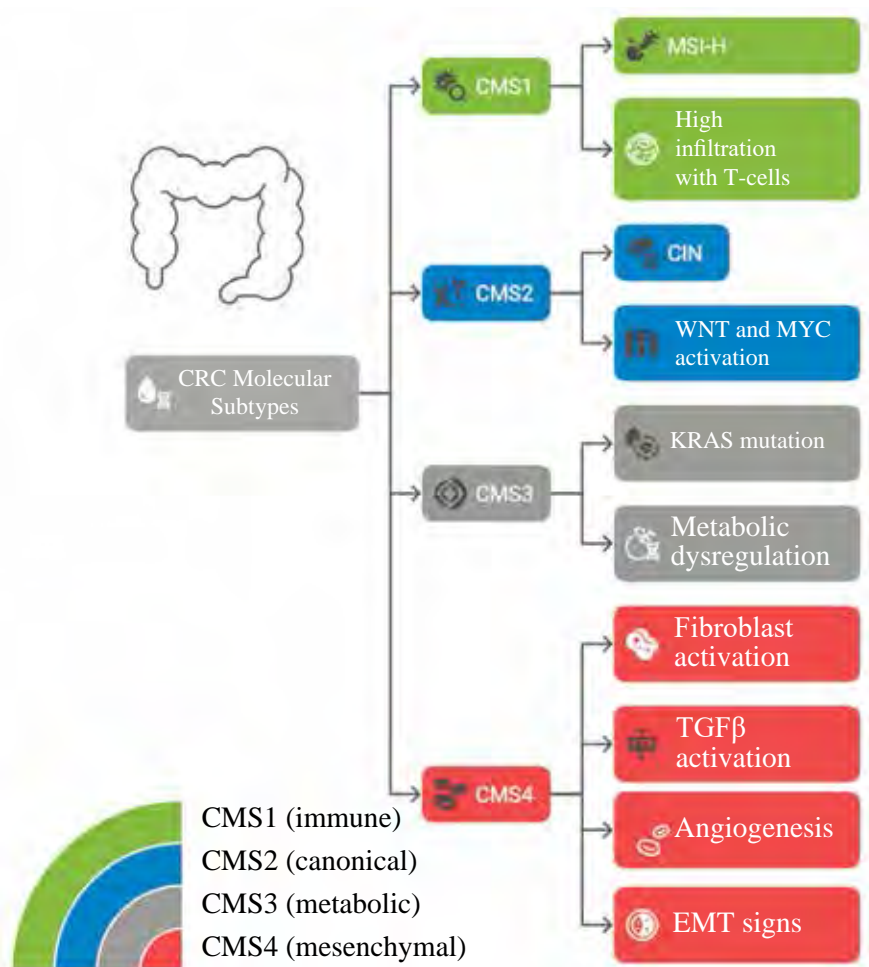 CRC Molecular
Subtypes
CMS1
MSI-H
High
infiltration
with T-cells
CMS2
CIN
WNT and MYC
activation
CMS3
KRAS mutation
Metabolic
dysregulation
CMS4
Fibroblast
activation
TGFβ
activation
Angiogenesis
EMT signs
CMS1 (immune)
CMS2 (canonical)
CMS3 (metabolic)
CMS4 (mesenchymal)